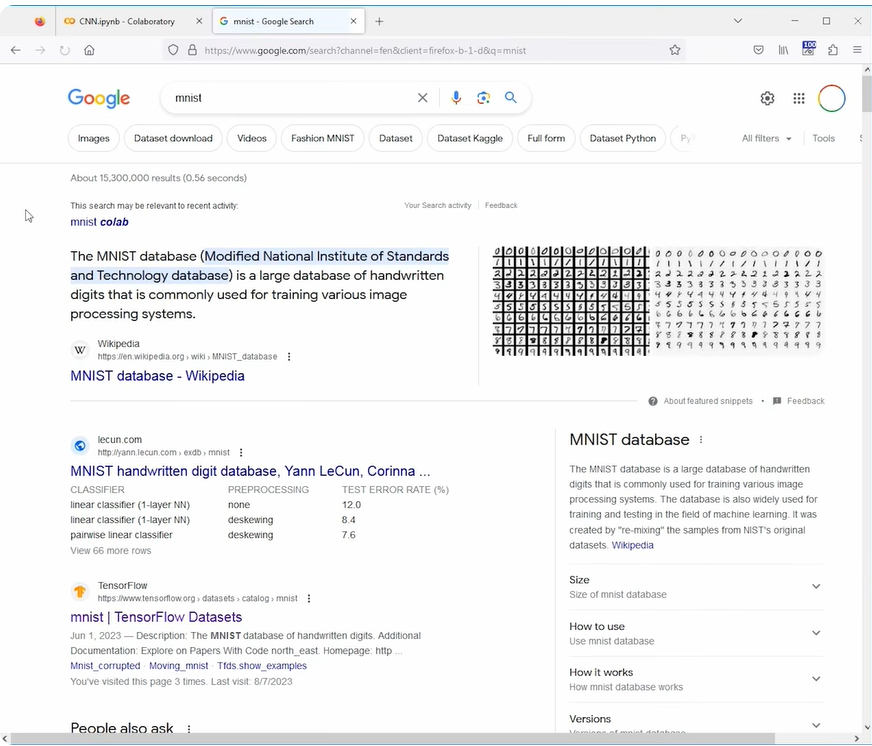 CNN.ipynb - Colaboratory
mnist - Google Search
https://www.google.com/search?channel=fen&client=firefox-b-1-d&q=mnist
100
Google
mnist
Images
Dataset download
Videos
Fashion MNIST
Dataset
Dataset Kaggle
Full form
Dataset Python
All filters
Tools
About 15,300,000 results (0.56 seconds)
This search may be relevant to recent activity:
Your Search activity
Feedback
mnist colab
The MNIST database (Modified National Institute of Standards
and Technology database) is a large database of handwritten
digits that is commonly used for training various image
processing systems.
W
Wikipedia
https://en.wikipedia.org › wiki › MNIST_database
MNIST database - Wikipedia
About featured snippets • Feedback
lecun.com
http://yann.lecun.com › exdb › mnist
MNIST handwritten digit database, Yann LeCun, Corinna ...
CLASSIFIER PREPROCESSING TEST ERROR RATE (%)
linear classifier (1-layer NN) none 12.0
linear classifier (1-layer NN) deskewing 8.4
pairwise linear classifier deskewing 7.6
View 66 more rows
TensorFlow
https://www.tensorflow.org › datasets › catalog › mnist
mnist | TensorFlow Datasets
Jun 1, 2023 — Description: The MNIST database of handwritten digits. Additional
Documentation: Explore on Papers With Code north_east. Homepage: http ...
Mnist_corrupted · Moving_mnist · Tfds.show_examples
You've visited this page 3 times. Last visit: 8/7/2023
People also ask
MNIST database
The MNIST database is a large database of handwritten
digits that is commonly used for training various image
processing systems. The database is also widely used for
training and testing in the field of machine learning. It was
created by "re-mixing" the samples from NIST's original
datasets. Wikipedia
Size
Size of mnist database
How to use
Use mnist database
How it works
How mnist database works
Versions
Versions of mnist database